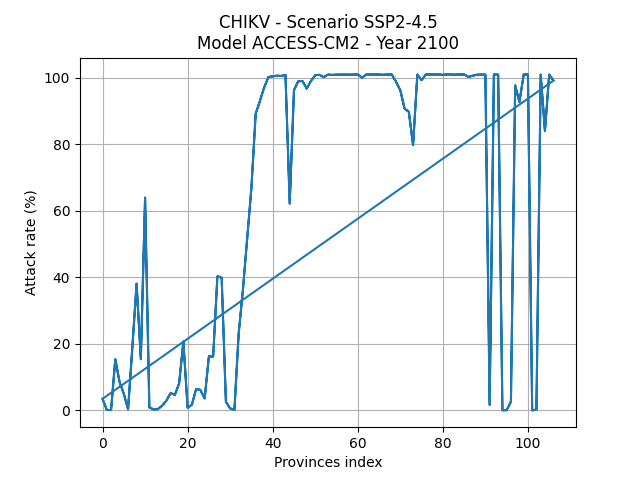 CHIKV - Scenario SSP2-4.5
Model ACCESS-CM2 - Year 2100
100
80
60
40
20
0
Attack rate (%)
0 20 40 60 80 100
Provinces index